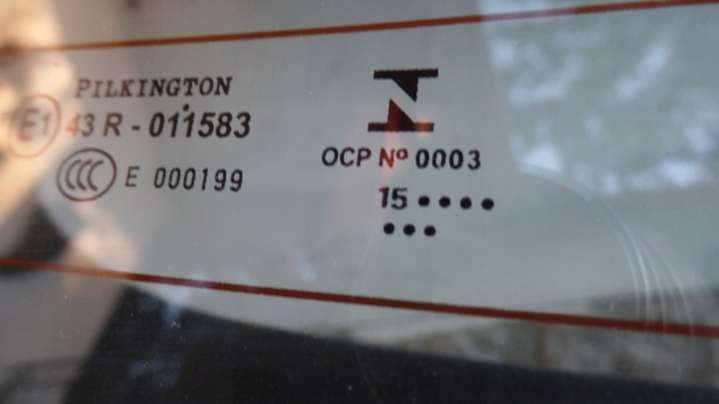 PILKINGTON
E1 43 R - 011583
CCC E 000199
OCP Nº 0003
15 ••••
•••